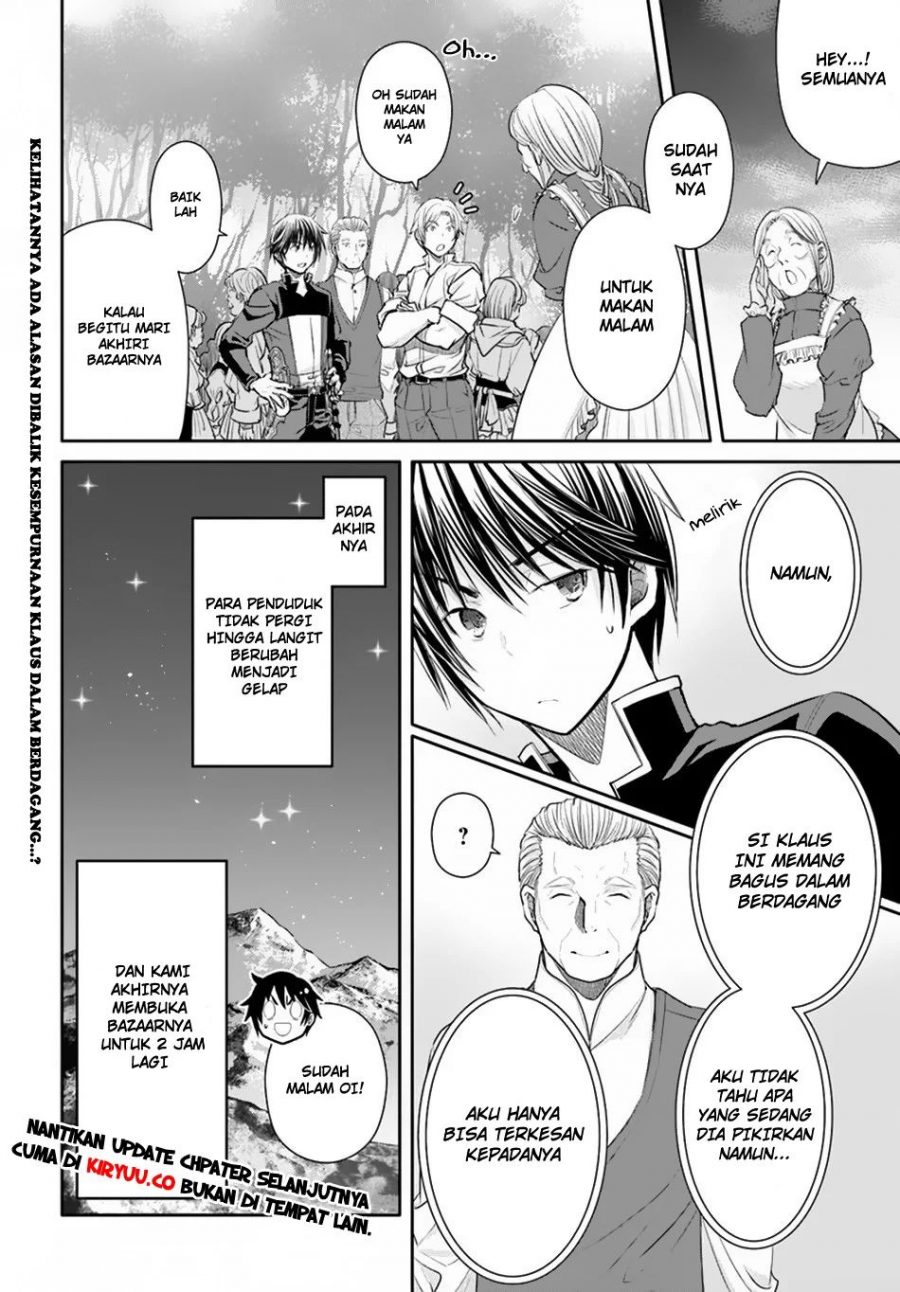 HEY...!
SEMUANYA
SUDAH
SAAT
NYA
UNTUK
MAKAN
MALAM
Oh...
OH SUDAH
MAKAN
MALAM
YA
BAIK
LAH
KALAU
BEGITU MARI
AKHIRI
BAZAARNYA
NAMUN,
melirik
SI KLAUS
INI MEMANG
BAGUS DALAM
BERDAGANG
AKU TIDAK
TAHU APA
YANG SEDANG
DIA PIKIRKAN
NAMUN...
?
AKU HANYA
BISA TERKESAN
KEPADANYA
PADA
AKHIR
NYA
PARA PENDUDUK
TIDAK PERGI
HINGGA LANGIT
BERUBAH
MENJADI
GELAP
DAN KAMI
AKHIRNYA
MEMBUKA
BAZAARNYA
UNTUK 2 JAM
LAGI
SUDAH
MALAM OI!
KELIHATANNYA ADA ALASAN DIBALIK KESEMPURNAAN KLAUS DALAM BERDAGANG...?
NANTIKAN UPDATE CHPATER SELANJUTNYA
CUMA DI KIRYUU.CO BUKAN DI TEMPAT LAIN.